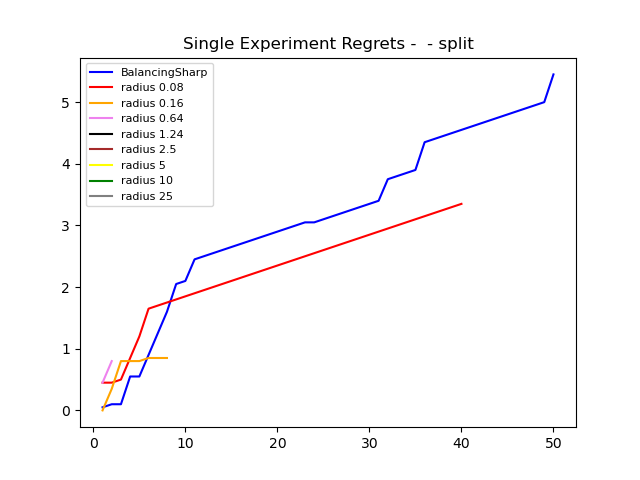 Single Experiment Regrets -  - split
BalancingSharp
radius 0.08
radius 0.16
radius 0.64
radius 1.24
radius 2.5
radius 5
radius 10
radius 25
5
4
3
2
1
0
0 10 20 30 40 50